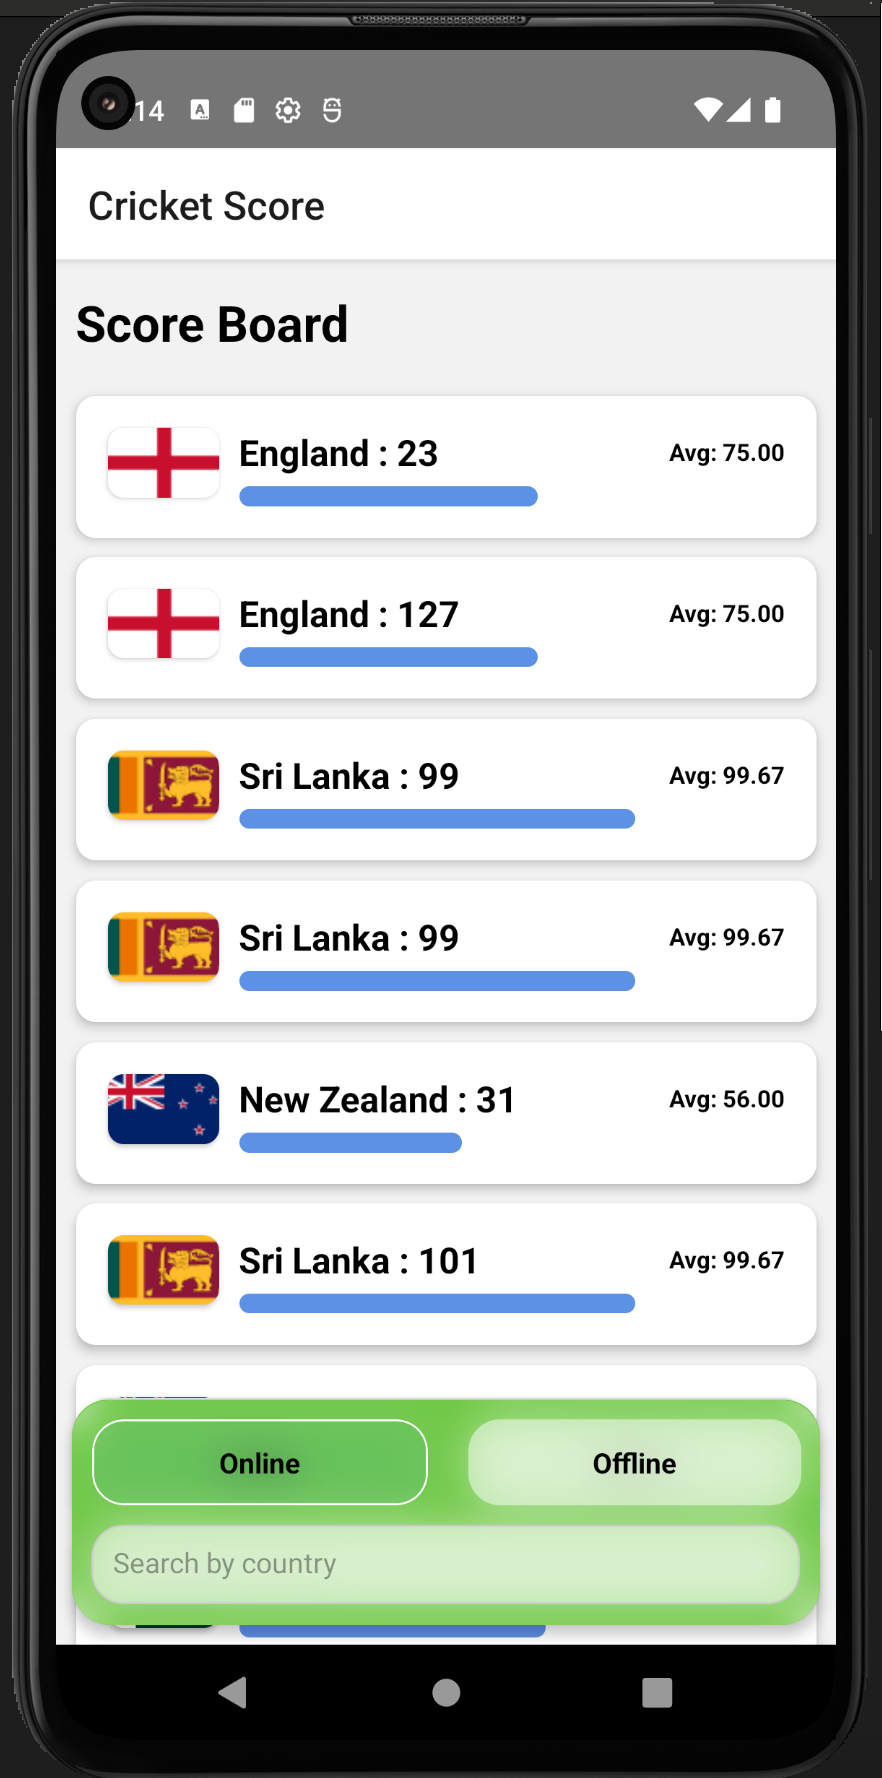 14
Cricket Score
Score Board
England : 23
Avg: 75.00
England : 127
Avg: 75.00
Sri Lanka : 99
Avg: 99.67
Sri Lanka : 99
Avg: 99.67
New Zealand : 31
Avg: 56.00
Sri Lanka : 101
Avg: 99.67
Online
Offline
Search by country